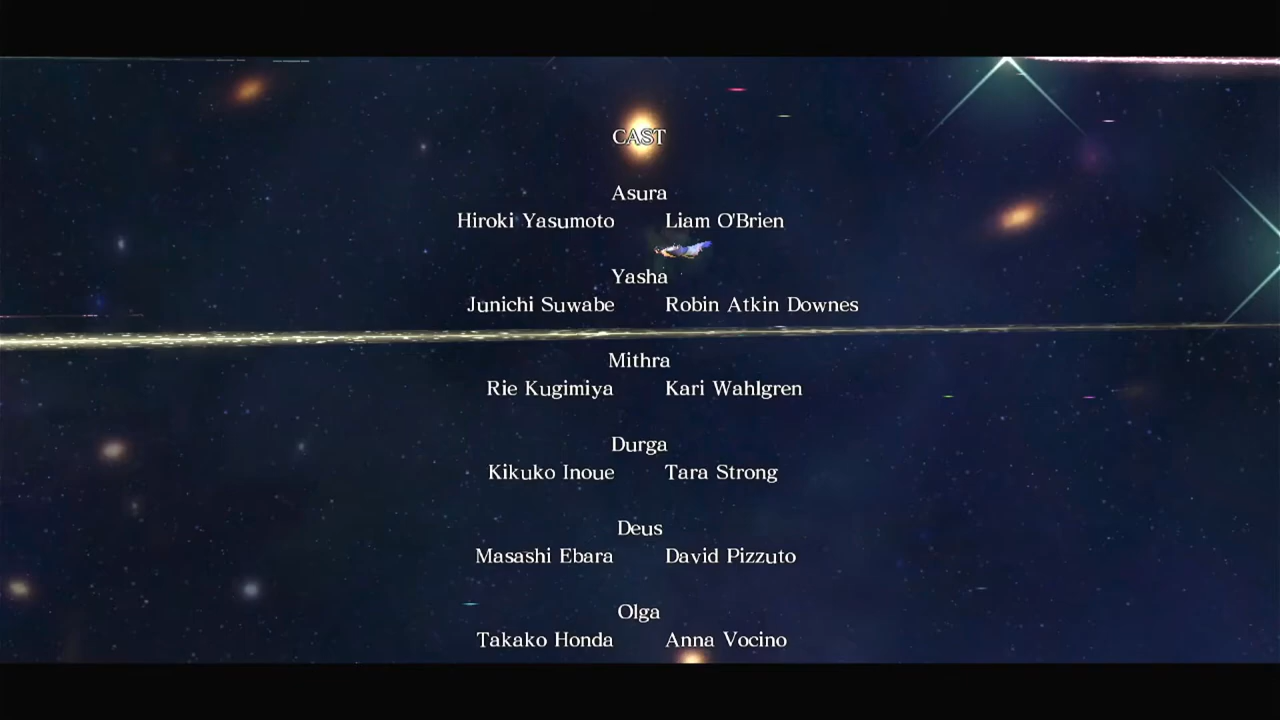 CAST
Asura
Hiroki Yasumoto Liam O'Brien
Yasha
Junichi Suwabe Robin Atkin Downes
Mithra
Rie Kugimiya Kari Wahlgren
Durga
Kikuko Inoue Tara Strong
Deus
Masashi Ebara David Pizzuto
Olga
Takako Honda Anna Vocino